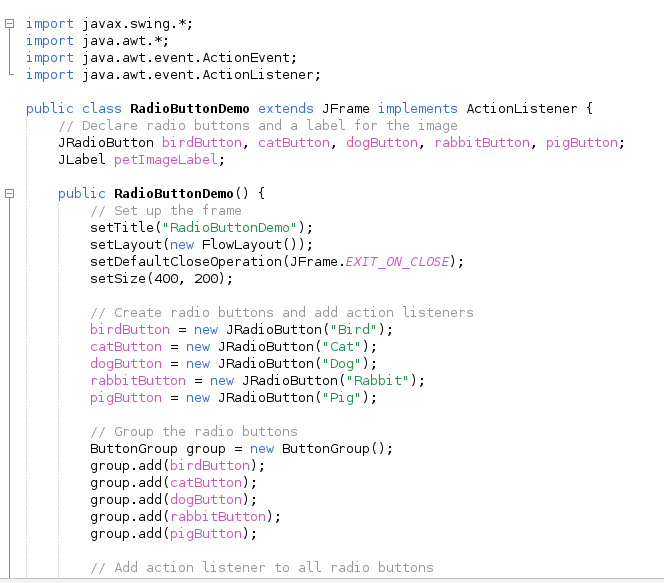 import javax.swing.*;
import java.awt.*;
import java.awt.event.ActionEvent;
import java.awt.event.ActionListener;

public class RadioButtonDemo extends JFrame implements ActionListener {
    // Declare radio buttons and a label for the image
    JRadioButton birdButton, catButton, dogButton, rabbitButton, pigButton;
    JLabel petImageLabel;

    public RadioButtonDemo() {
        // Set up the frame
        setTitle("RadioButtonDemo");
        setLayout(new FlowLayout());
        setDefaultCloseOperation(JFrame.EXIT_ON_CLOSE);
        setSize(400, 200);

        // Create radio buttons and add action listeners
        birdButton = new JRadioButton("Bird");
        catButton = new JRadioButton("Cat");
        dogButton = new JRadioButton("Dog");
        rabbitButton = new JRadioButton("Rabbit");
        pigButton = new JRadioButton("Pig");

        // Group the radio buttons
        ButtonGroup group = new ButtonGroup();
        group.add(birdButton);
        group.add(catButton);
        group.add(dogButton);
        group.add(rabbitButton);
        group.add(pigButton);

        // Add action listener to all radio buttons